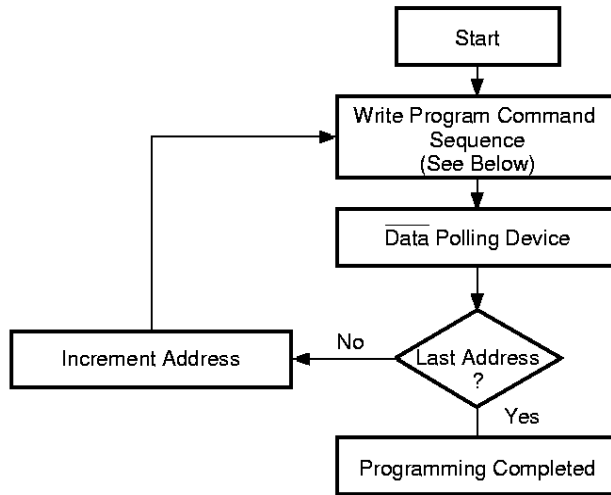 Start
Write Program Command
Sequence
(See Below)
Data Polling Device
No
Increment Address
Last Address
?
Yes
Programming Completed